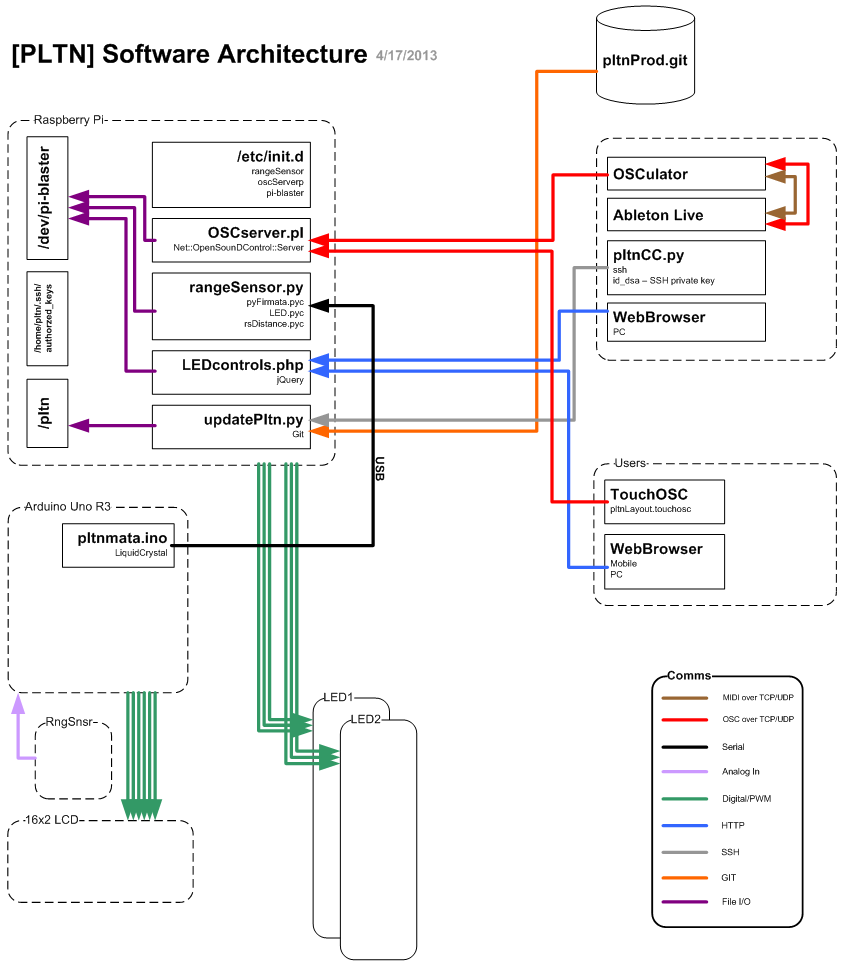 [PLTN] Software Architecture 4/17/2013
pltnProd.git
Raspberry Pi
/dev/pi-blaster
/etc/init.d
rangeSensor
oscServerp
pi-blaster
OSCserver.pl
Net::OpenSounDControl::Server
/home/pltn/.ssh/
authorzed_keys
rangeSensor.py
pyFirmata.pyc
LED.pyc
rsDistance.pyc
LEDcontrols.php
jQuery
/pltn
updatePltn.py
Git
OSCulator
Ableton Live
pltnCC.py
ssh
id_dsa – SSH private key
WebBrowser
PC
USB
Users
TouchOSC
pltnLayout.touchosc
WebBrowser
Mobile
PC
Arduino Uno R3
pltnmata.ino
LiquidCrystal
RngSnsr
16x2 LCD
LED1
LED2
Comms
MIDI over TCP/UDP
OSC over TCP/UDP
Serial
Analog In
Digital/PWM
HTTP
SSH
GIT
File I/O